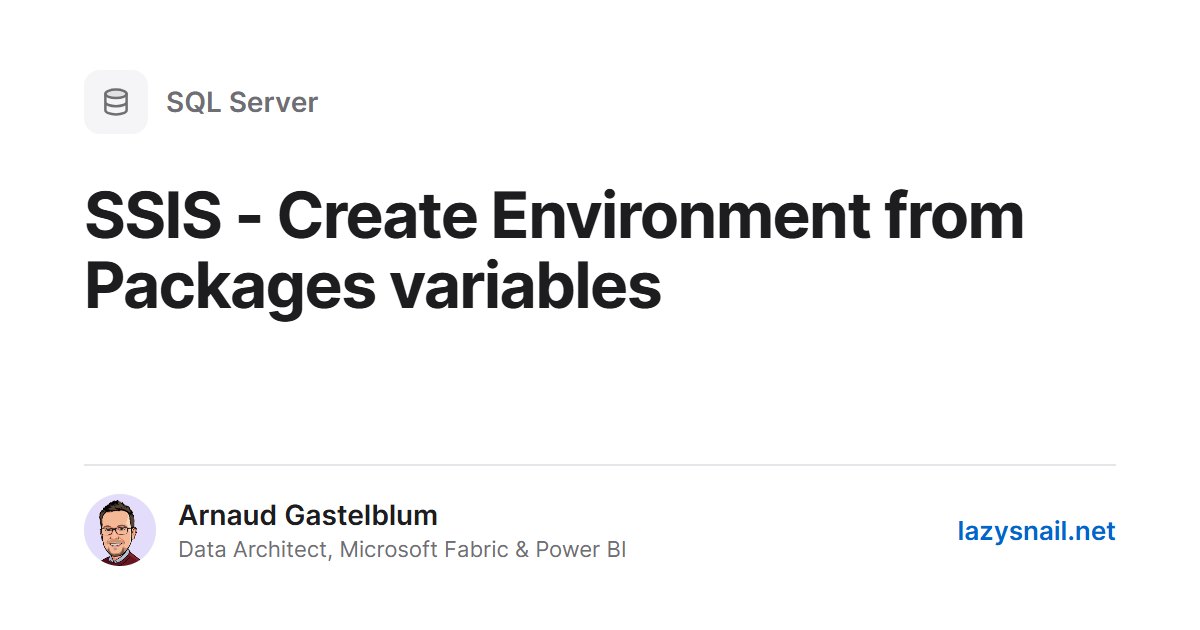 SQL Server
SSIS - Create Environment from
Packages variables
Arnaud Gastelblum
Data Architect, Microsoft Fabric & Power BI
lazysnail.net